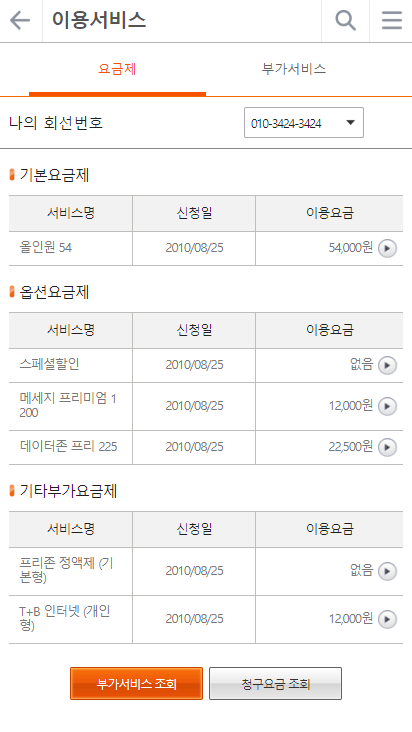 이용서비스
요금제 부가서비스
나의 회선번호 010-3424-3424
기본요금제
서비스명 신청일 이용요금
올인원 54 2010/08/25 54,000원
옵션요금제
서비스명 신청일 이용요금
스페셜할인 2010/08/25 없음
메세지 프리미엄 1
200 2010/08/25 12,000원
데이터존 프리 225 2010/08/25 22,500원
기타부가요금제
서비스명 신청일 이용요금
프리존 정액제 (기
본형) 2010/08/25 없음
T+B 인터넷 (개인
형) 2010/08/25 12,000원
부가서비스 조회 청구요금 조회